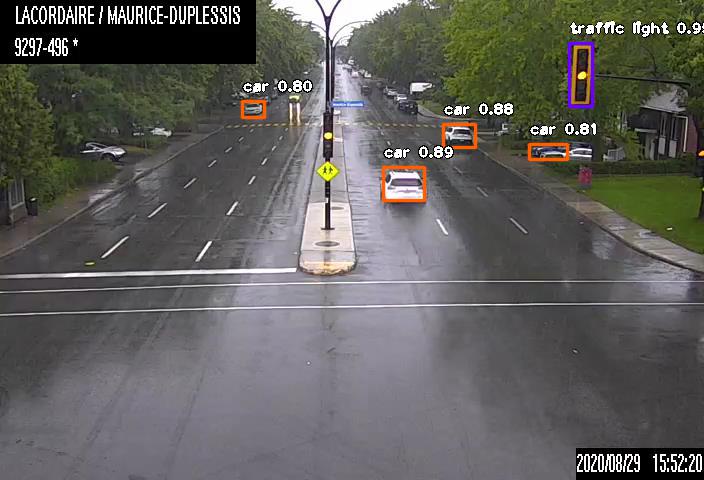 LACORDAIRE / MAURICE-DUPLESSIS
9297-496 *
traffic light 0.9
car 0.80
car 0.88
car 0.81
car 0.89
2020/08/29 15:52:20